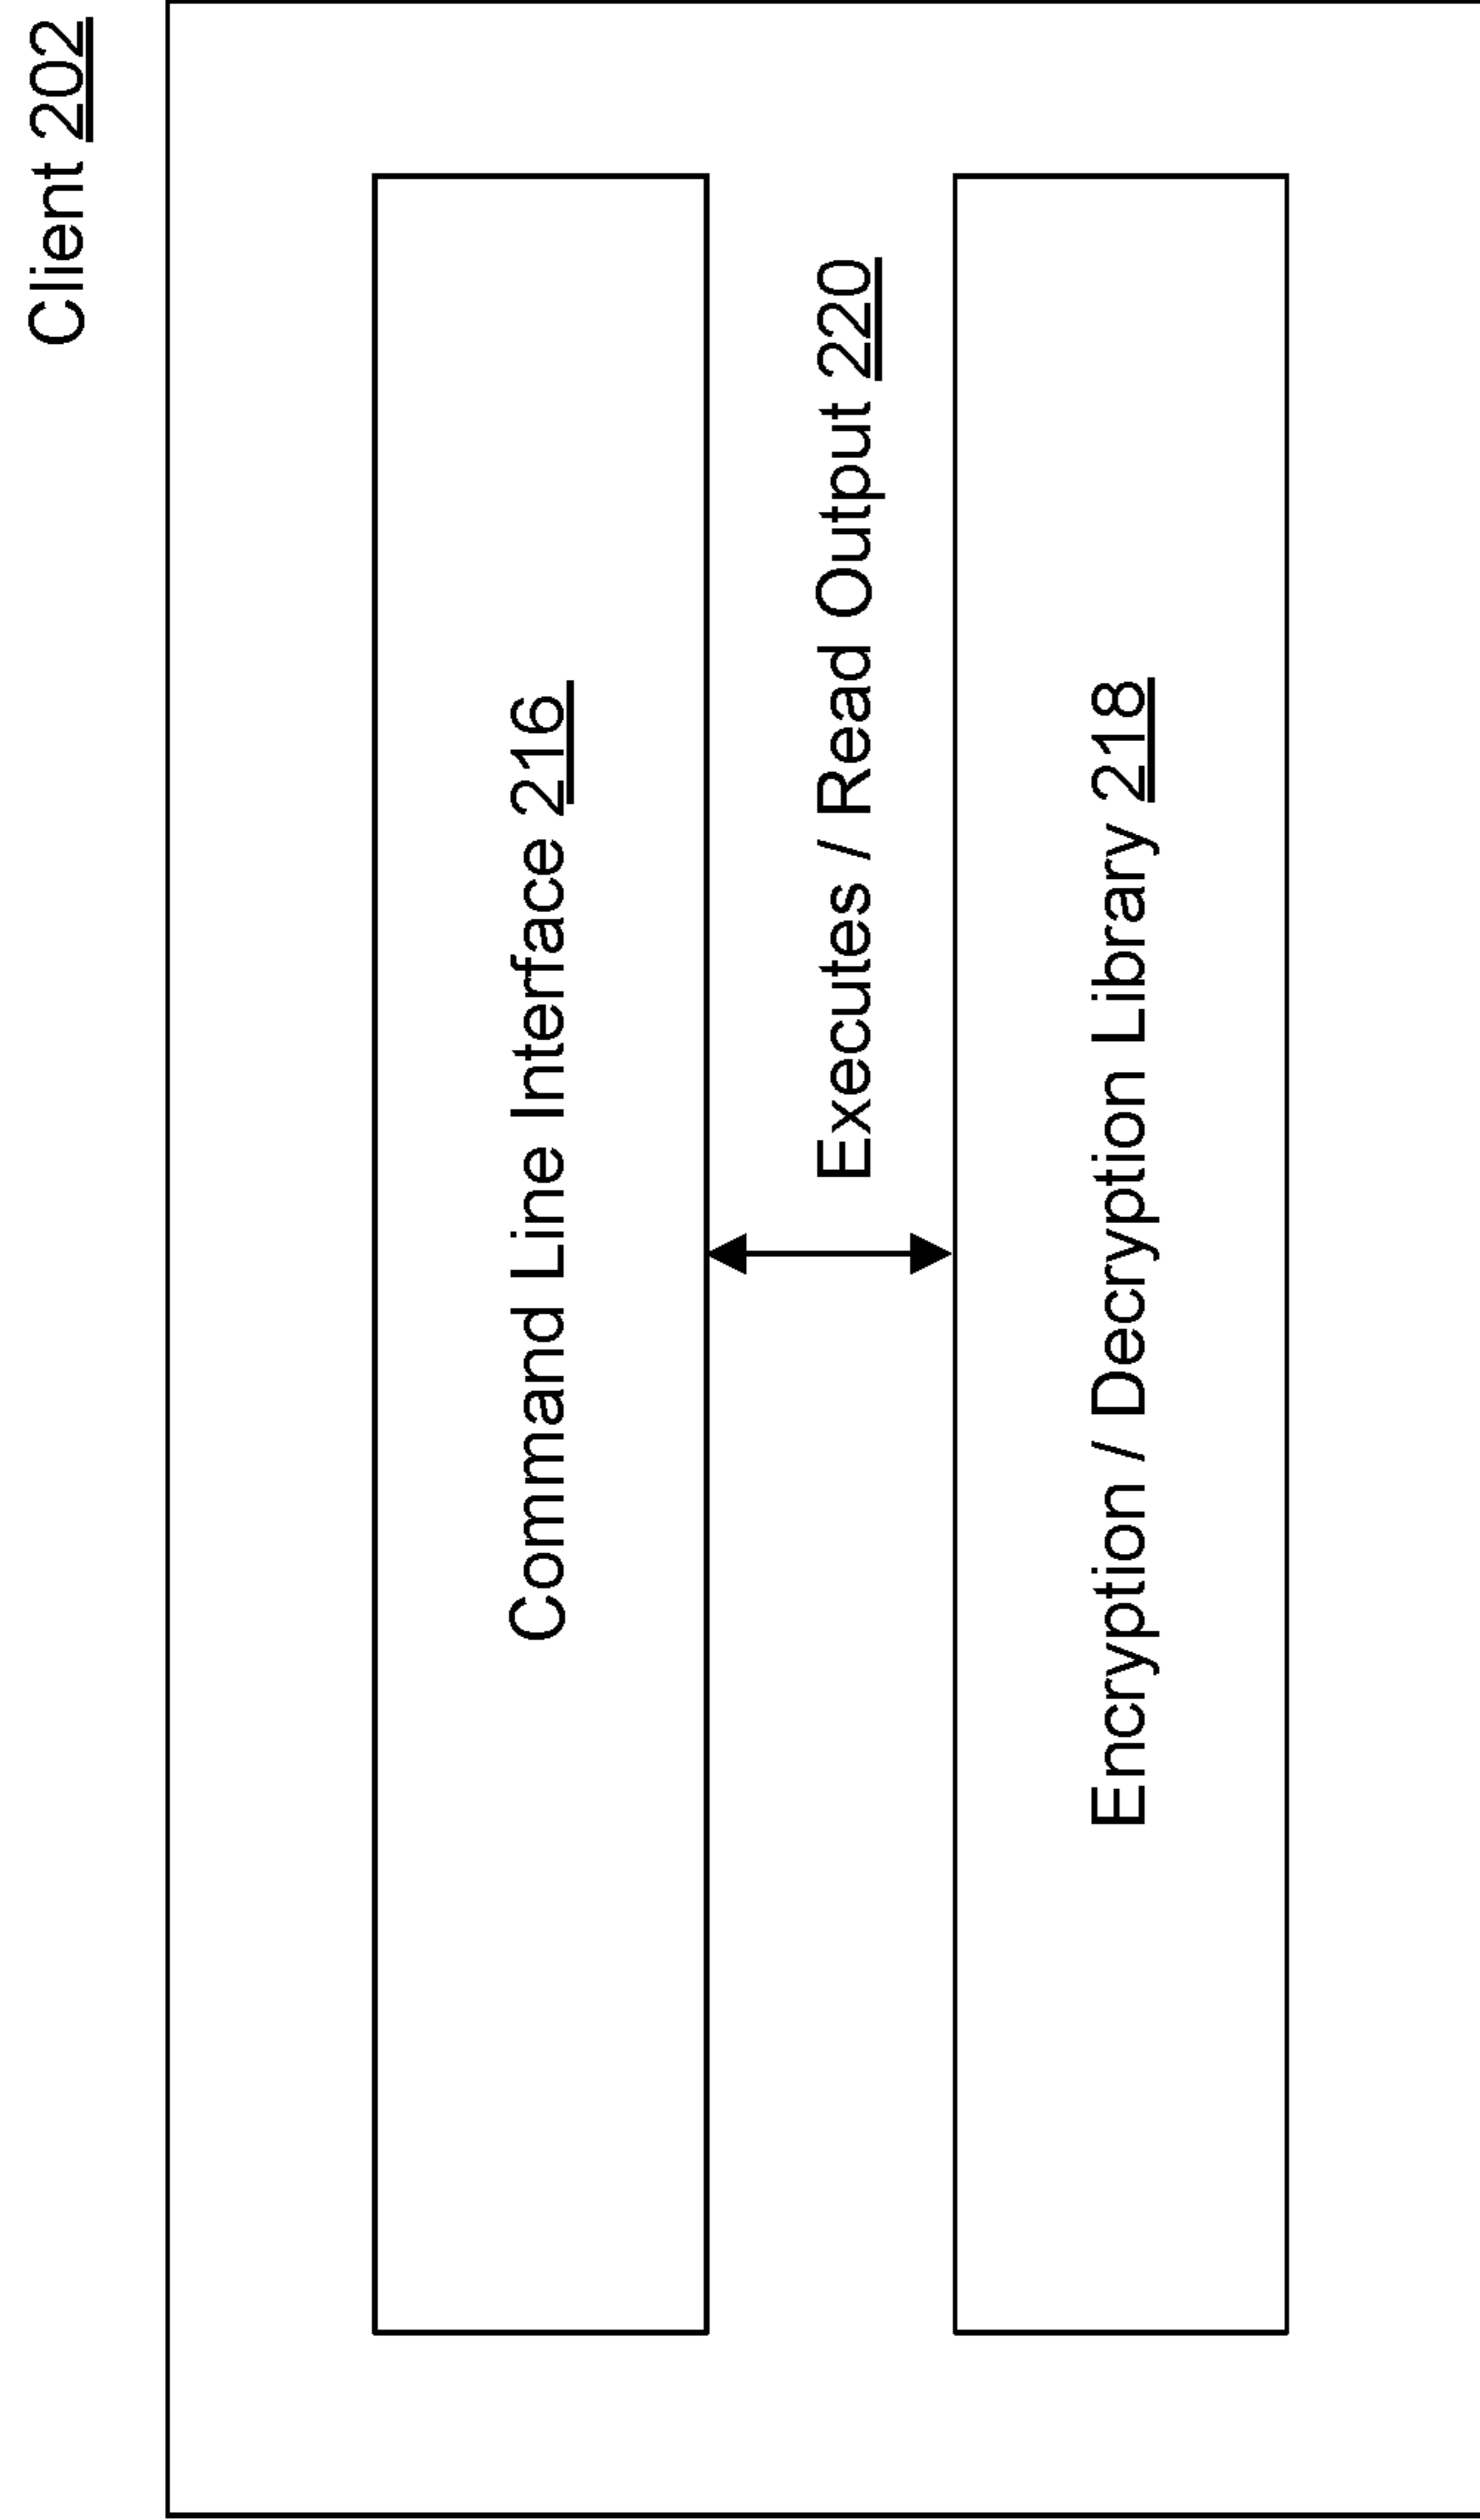 Client 202
Command Line Interface 216
Executes / Read Output 220
Encryption / Decryption Library 218